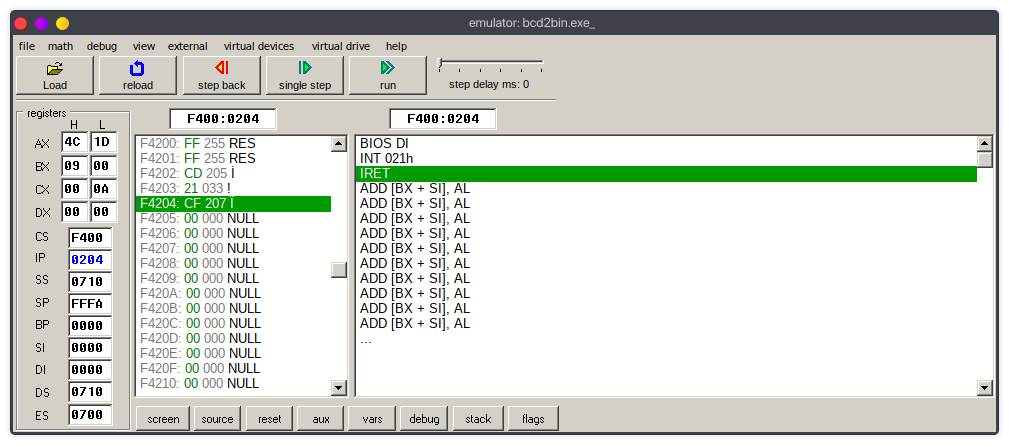 emulator: bcd2bin.exe_
file math debug view external virtual devices virtual drive help
Load reload step back single step run step delay ms: 0
registers
H L
F400:0204 F400:0204
AX 4C 1D
BX 09 00
CX 00 0A
DX 00 00
CS F400
IP 0204
SS 0710
SP FFFA
BP 0000
SI 0000
DI 0000
DS 0710
ES 0700
F4200: FF 255 RES
F4201: FF 255 RES
F4202: CD 205 İ
F4203: 21 033 !
F4204: CF 207 İ
F4205: 00 000 NULL
F4206: 00 000 NULL
F4207: 00 000 NULL
F4208: 00 000 NULL
F4209: 00 000 NULL
F420A: 00 000 NULL
F420B: 00 000 NULL
F420C: 00 000 NULL
F420D: 00 000 NULL
F420E: 00 000 NULL
F420F: 00 000 NULL
F4210: 00 000 NULL
BIOS DI
INT 021h
IRET
ADD [BX + SI], AL
ADD [BX + SI], AL
ADD [BX + SI], AL
ADD [BX + SI], AL
ADD [BX + SI], AL
ADD [BX + SI], AL
ADD [BX + SI], AL
ADD [BX + SI], AL
ADD [BX + SI], AL
ADD [BX + SI], AL
...
screen source reset aux vars debug stack flags